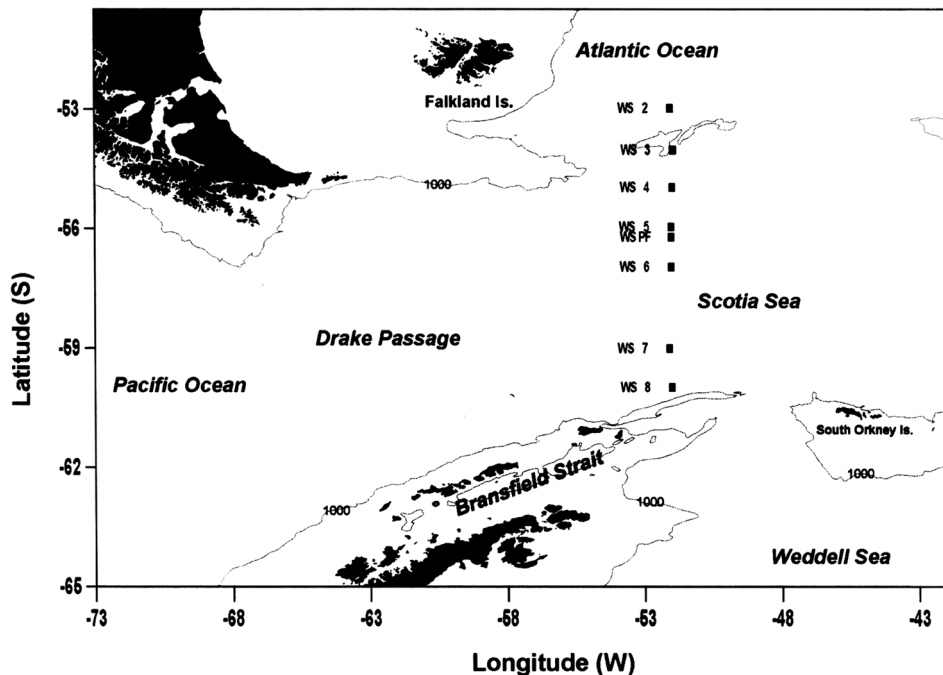 Atlantic Ocean
Falkland Is.
-53
WS 2
WS 3
1000
WS 4
-56
WS 5
WS PF
WS 6
Scotia Sea
Drake Passage
-59
WS 7
Pacific Ocean
WS 8
South Orkney Is.
-62
Bransfield Strait
1000
1000
1000
Weddell Sea
-65
-73
-68
-63
-58
-53
-48
-43
Latitude (S)
Longitude (W)